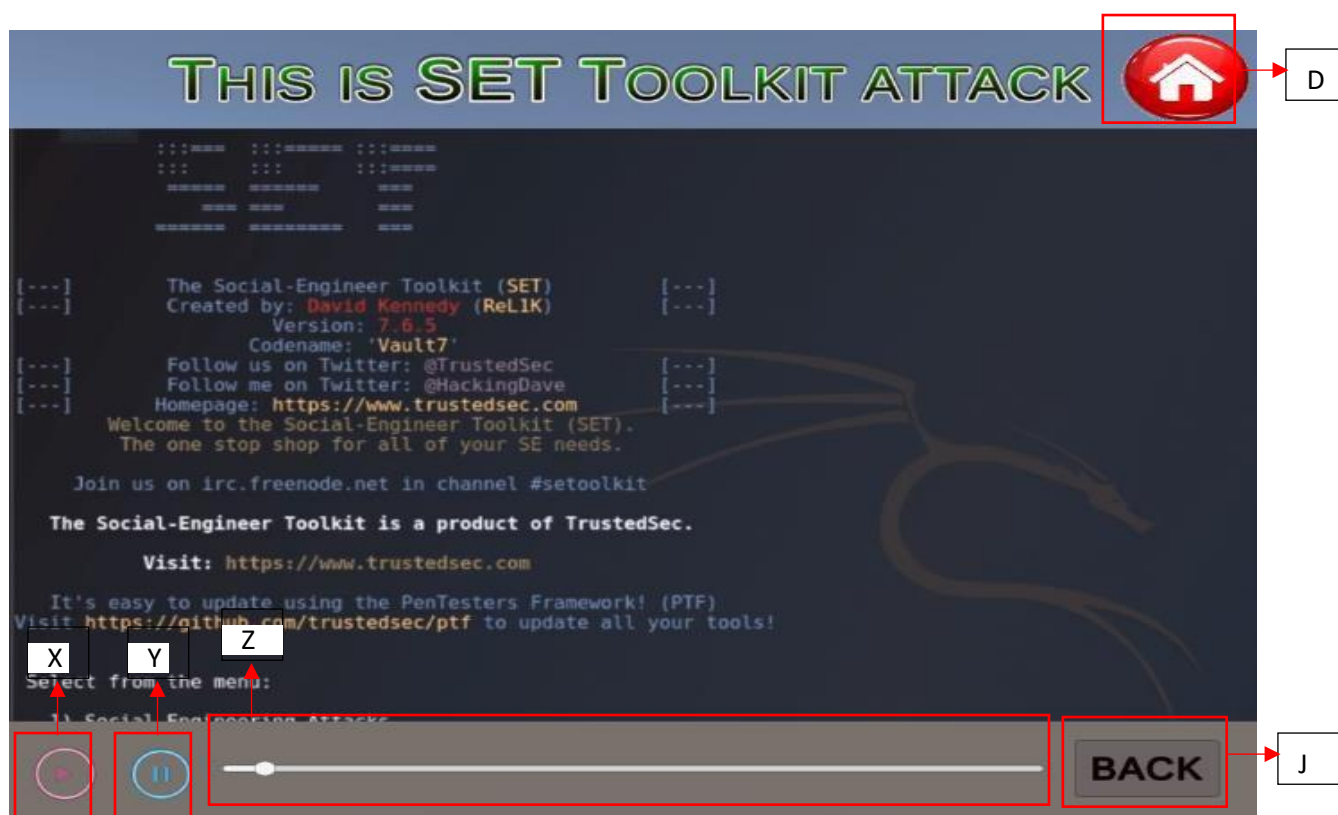 THIS IS SET TOOLKIT ATTACK
D
:::=== :::===== :::====
::: ::: :::====
===== ====== ===
=== === ===
====== ======== ===
[---] The Social-Engineer Toolkit (SET) [---]
[---] Created by: David Kennedy (ReL1K) [---]
Version: 7.6.5
Codename: 'Vault7'
[---] Follow us on Twitter: @TrustedSec [---]
[---] Follow me on Twitter: @HackingDave [---]
[---] Homepage: https://www.trustedsec.com [---]
Welcome to the Social-Engineer Toolkit (SET).
The one stop shop for all of your SE needs.
Join us on irc.freenode.net in channel #setoolkit
The Social-Engineer Toolkit is a product of TrustedSec.
Visit: https://www.trustedsec.com
It's easy to update using the PenTesters Framework! (PTF)
Visit https://github.com/trustedsec/ptf to update all your tools!
X Y Z
Select from the menu:
1) Social-Engineering Attacks
BACK
J